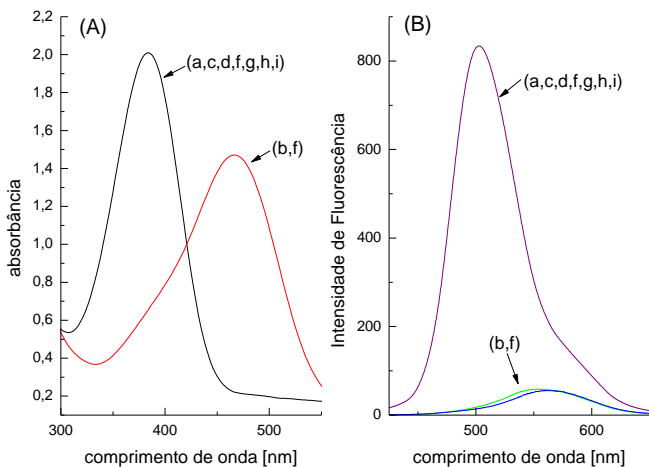 (A)
(a,c,d,f,g,h,i)
(b,f)
absorbância
2,2
2,0
1,8
1,6
1,4
1,2
1,0
0,8
0,6
0,4
0,2
300
400
500
comprimento de onda [nm]
(B)
(a,c,d,f,g,h,i)
(b,f)
Intensidade de Fluorescência
800
600
400
200
0
500
600
comprimento de onda [nm]